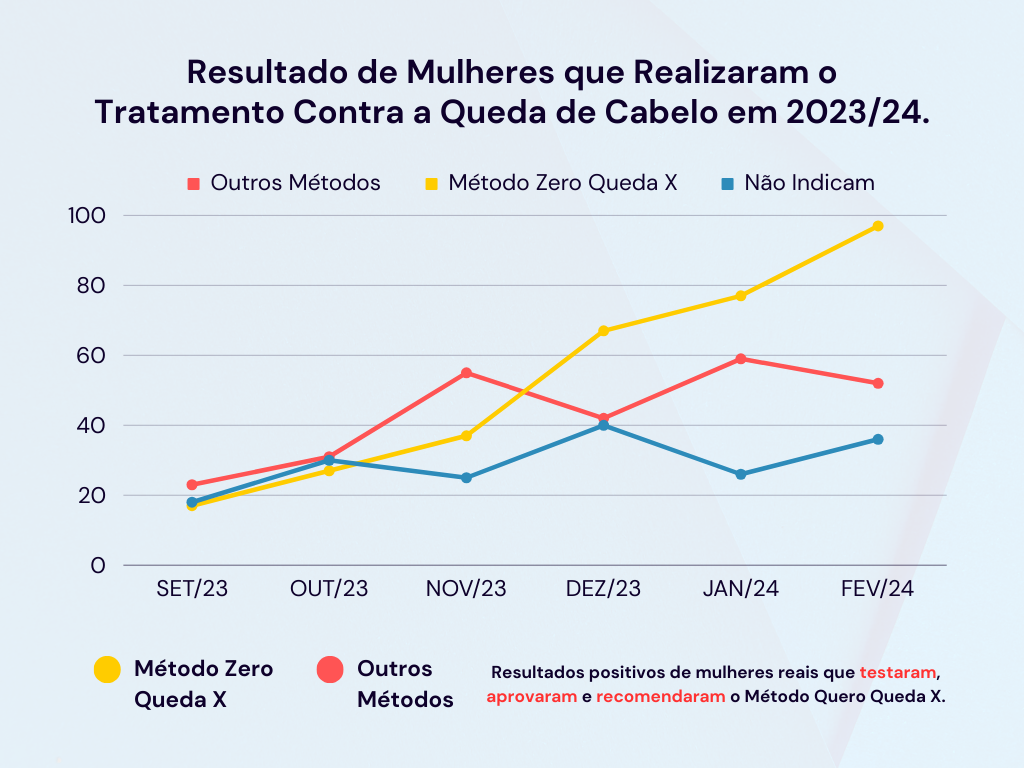 Resultado de Mulheres que Realizaram o
Tratamento Contra a Queda de Cabelo em 2023/24.
Outros Métodos Método Zero Queda X Não Indicam
100
80
60
40
20
0
SET/23 OUT/23 NOV/23 DEZ/23 JAN/24 FEV/24
Método Zero
Queda X
Outros
Métodos
Resultados positivos de mulheres reais que testaram,
aprovaram e recomendaram o Método Quero Queda X.